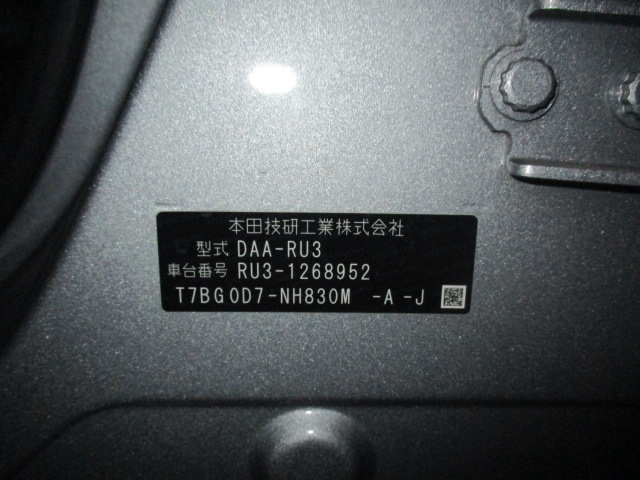 本田技研工業株式会社
型式 DAA-RU3
車台番号 RU3-1268952
T7BG0D7-NH830M -A-J